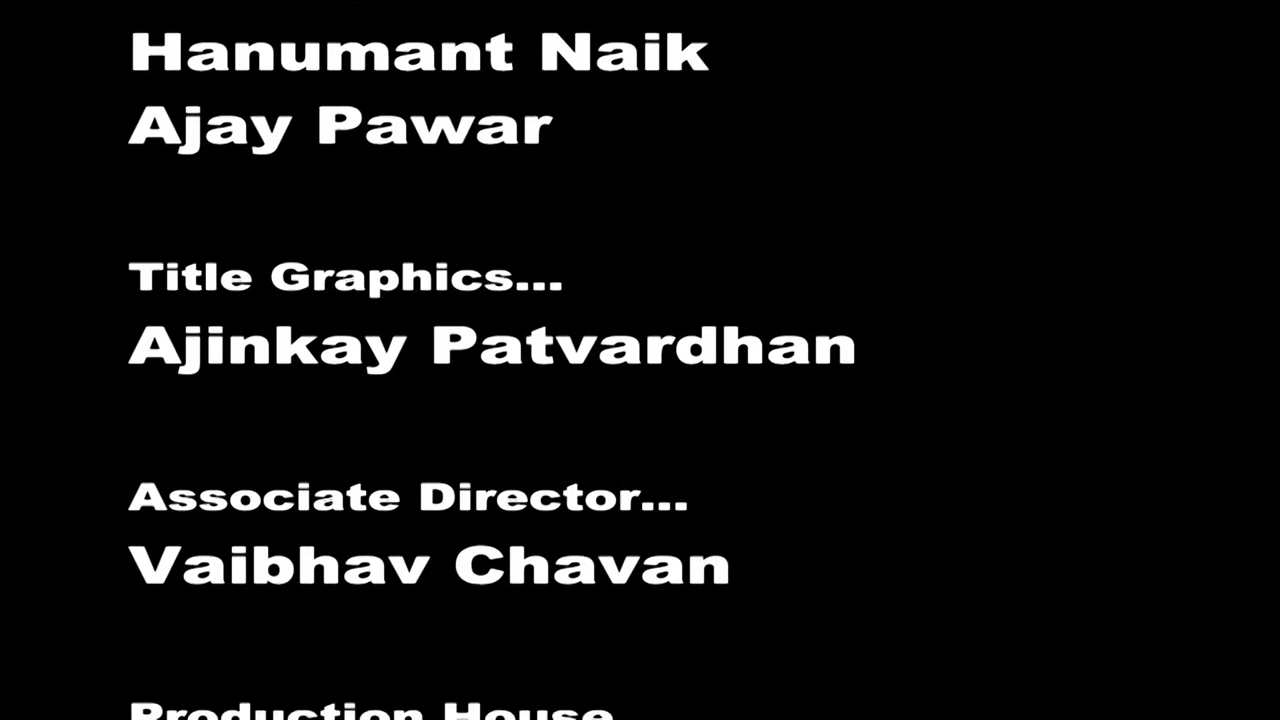 Hanumant Naik
Ajay Pawar
Title Graphics...
Ajinkay Patvardhan
Associate Director...
Vaibhav Chavan
Production House